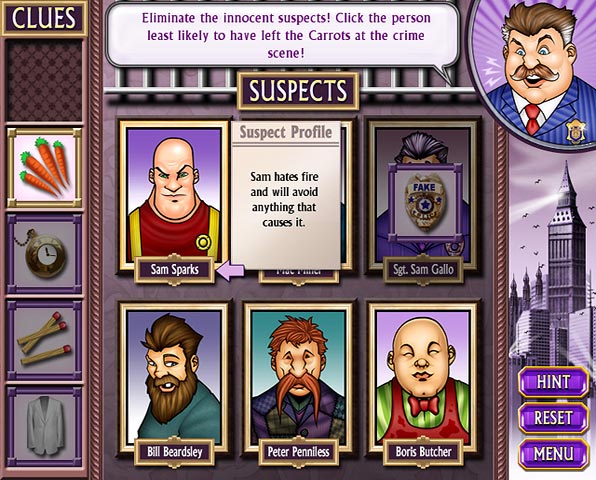 CLUES
Eliminate the innocent suspects! Click the person
least likely to have left the Carrots at the crime
scene!
SUSPECTS
Suspect Profile
Sam hates fire
and will avoid
anything that
causes it.
FAKE
Sam Sparks
Sgt. Sam Gallo
Bill Beardsley
Peter Penniless
Boris Butcher
HINT
RESET
MENU